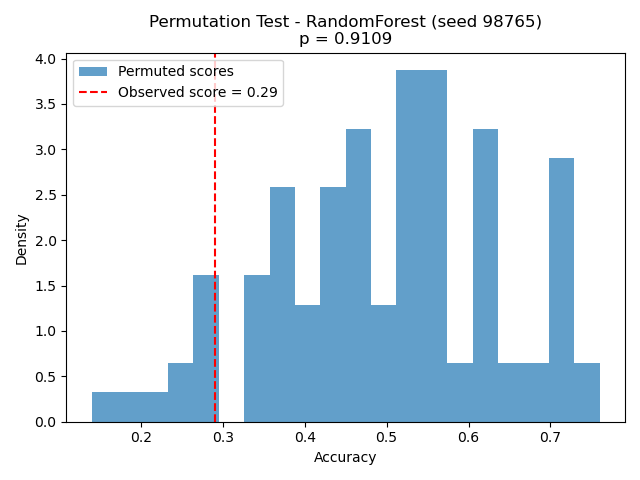 Permutation Test - RandomForest (seed 98765)
p = 0.9109
Permuted scores
Observed score = 0.29
Density
4.0
3.5
3.0
2.5
2.0
1.5
1.0
0.5
0.0
0.2
0.3
0.4
0.5
0.6
0.7
Accuracy